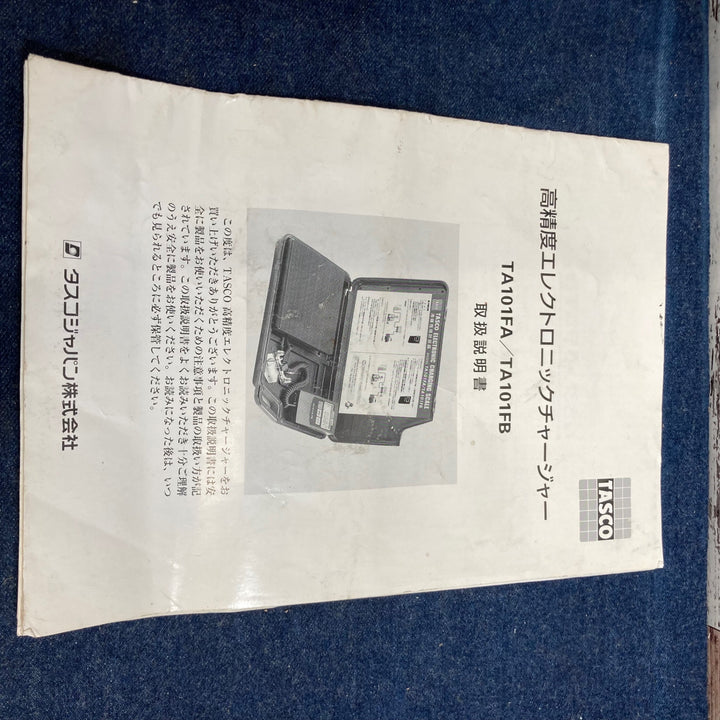 TASCO
高精度エレクトロニックチャージャー
TA101FA／TA101FB
取扱説明書
TASCO ELECTRONIC CHARGING SCALE
この度は、TASCO 高精度エレクトロニックチャージャーをお
買い上げいただきありがとうございます。この取扱説明書には安
全に製品をお使いいただくための注意事項と製品の取扱い方が記
されています。この取扱説明書をよくお読みいただき十分ご理解
のうえ安全に製品をお使いください。お読みになった後は、いつ
でも見られるところに必ず保管してください。
タスコジャパン株式会社